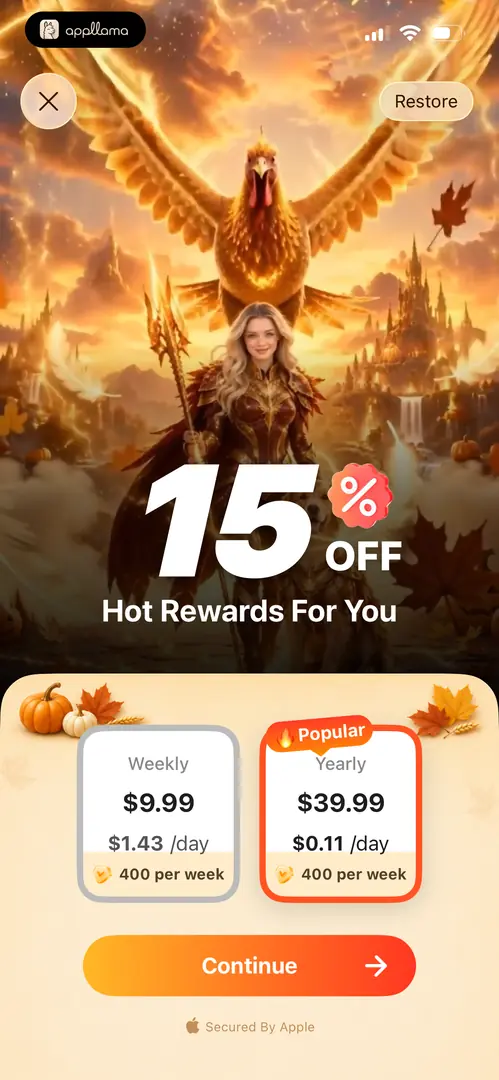 appllama
Restore
15 % OFF
Hot Rewards For You
Popular
Weekly
Yearly
$9.99
$39.99
$1.43 /day
$0.11 /day
400 per week
400 per week
Continue
Secured By Apple